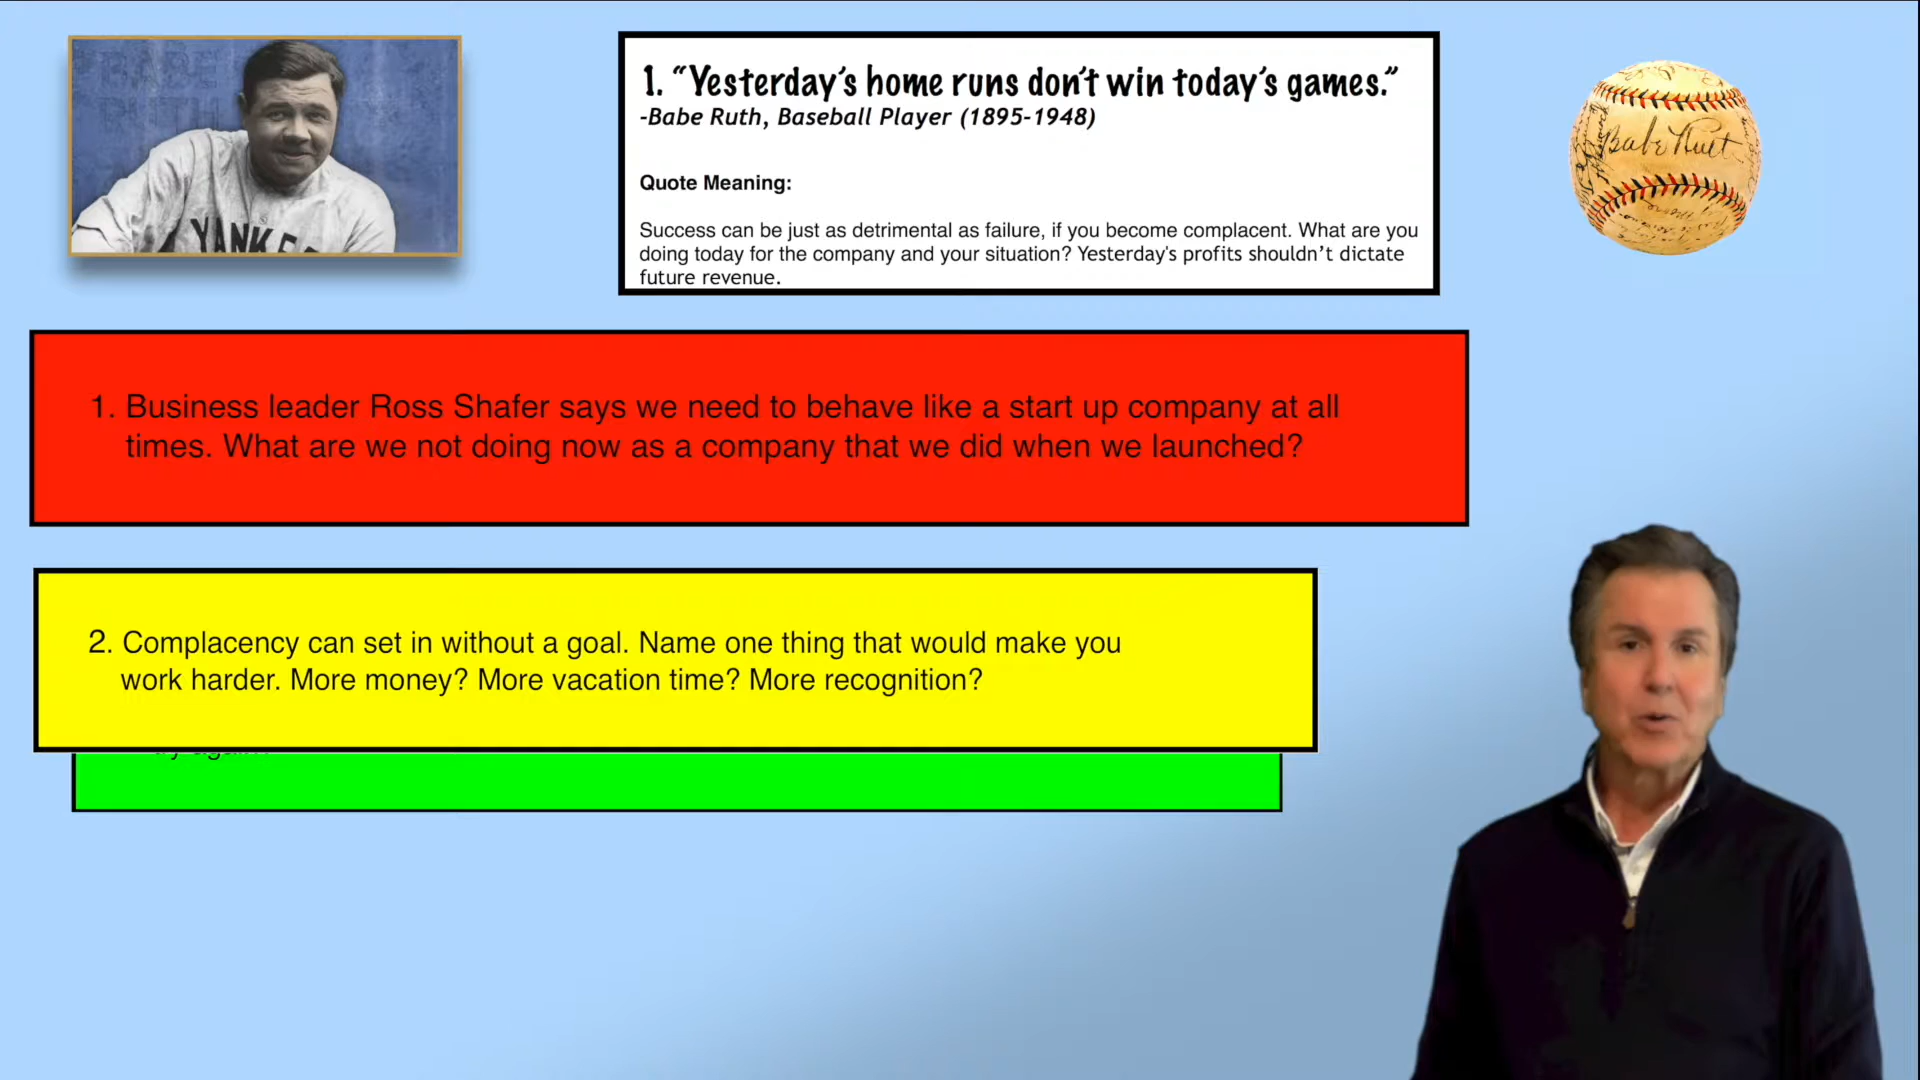 BABE
RUTH
YANKE
1. “Yesterday’s home runs don’t win today’s games.”
-Babe Ruth, Baseball Player (1895-1948)
Quote Meaning:
Success can be just as detrimental as failure, if you become complacent. What are you
doing today for the company and your situation? Yesterday's profits shouldn’t dictate
future revenue.
Babe Ruth
1. Business leader Ross Shafer says we need to behave like a start up company at all
times. What are we not doing now as a company that we did when we launched?
2. Complacency can set in without a goal. Name one thing that would make you
work harder. More money? More vacation time? More recognition?